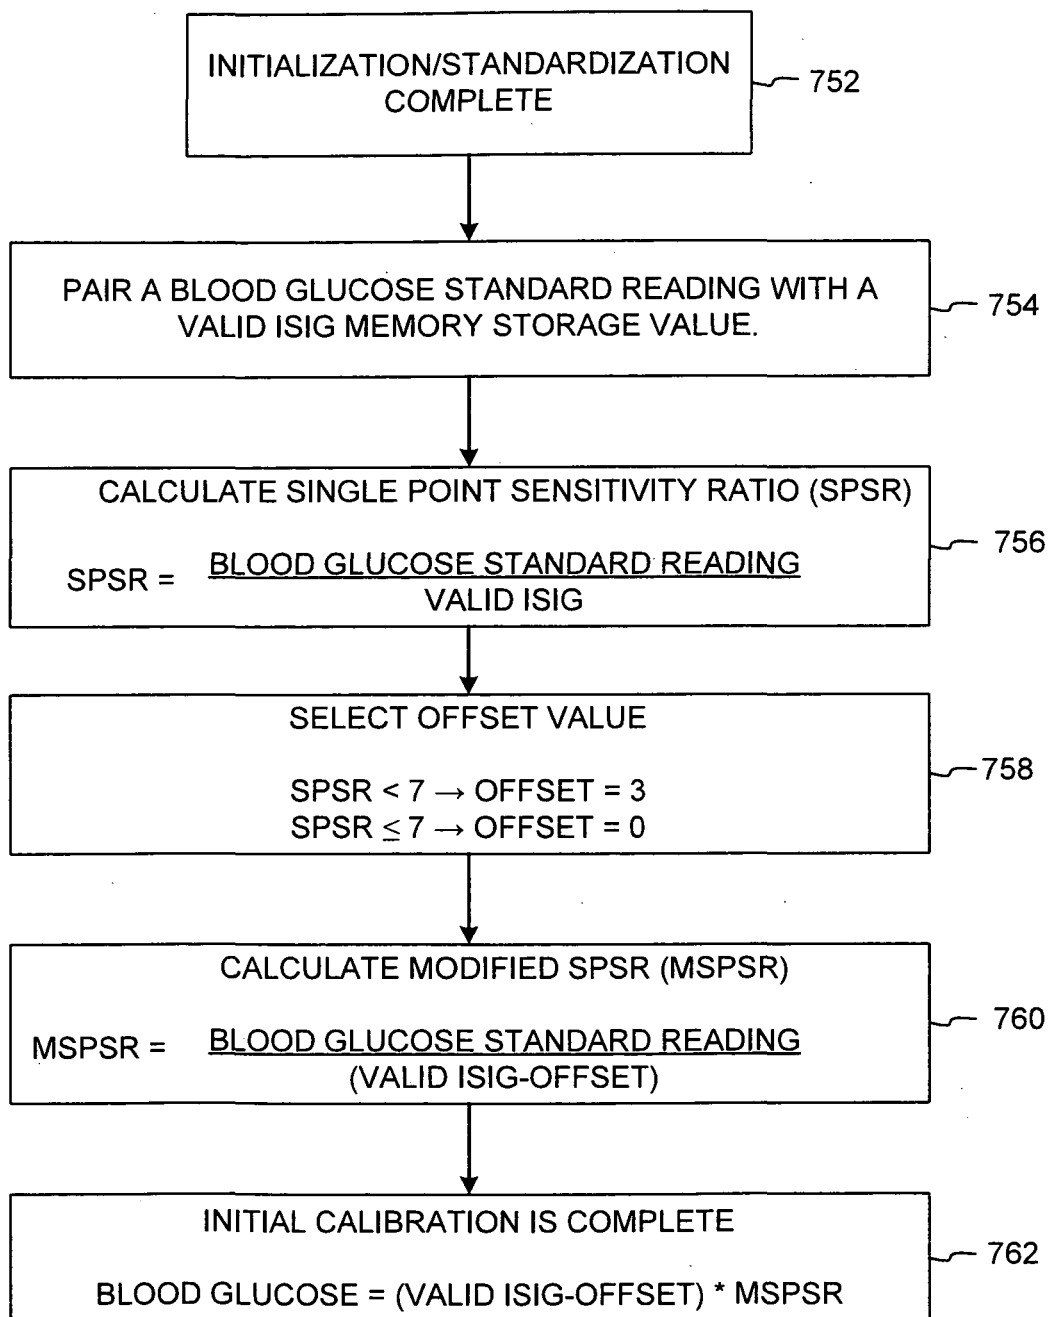 INITIALIZATION/STANDARDIZATION
COMPLETE
752
PAIR A BLOOD GLUCOSE STANDARD READING WITH A
VALID ISIG MEMORY STORAGE VALUE.
754
CALCULATE SINGLE POINT SENSITIVITY RATIO (SPSR)
SPSR = BLOOD GLUCOSE STANDARD READING
VALID ISIG
756
SELECT OFFSET VALUE
SPSR < 7 → OFFSET = 3
SPSR ≤ 7 → OFFSET = 0
758
CALCULATE MODIFIED SPSR (MSPSR)
MSPSR = BLOOD GLUCOSE STANDARD READING
(VALID ISIG-OFFSET)
760
INITIAL CALIBRATION IS COMPLETE
BLOOD GLUCOSE = (VALID ISIG-OFFSET) * MSPSR
762